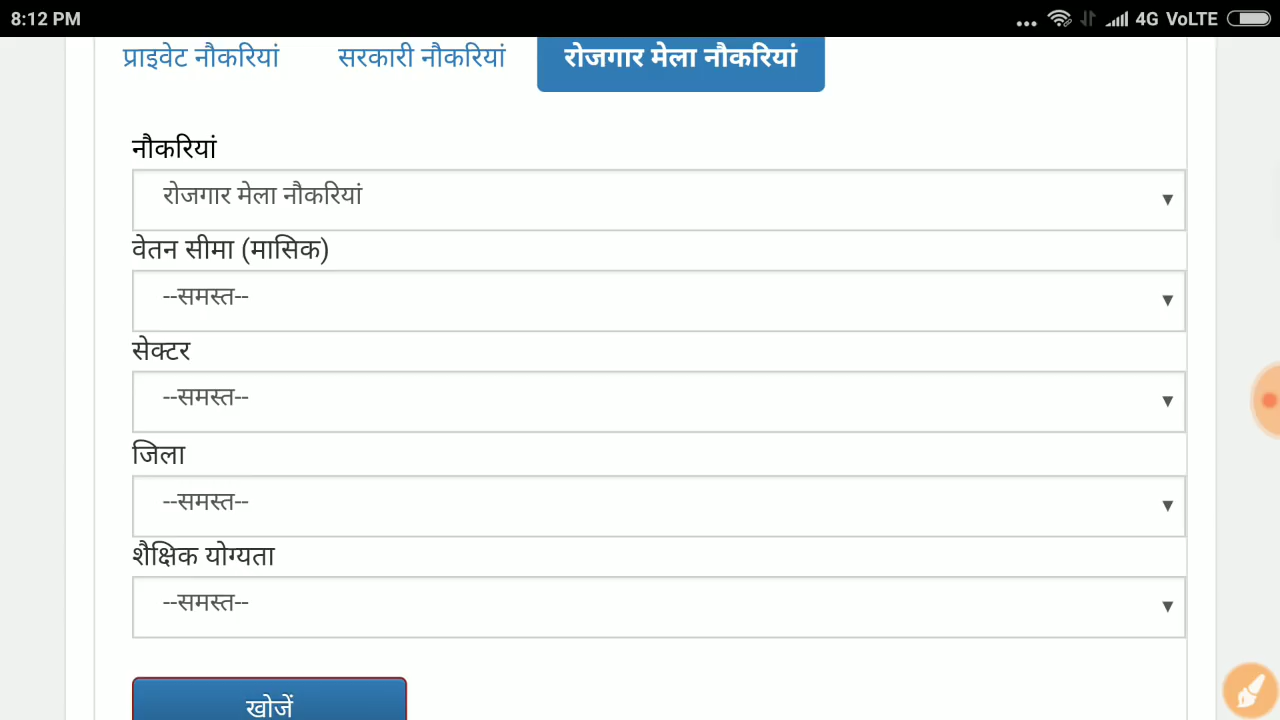 8:12 PM ... 4G VoLTE
प्राइवेट नौकरियां सरकारी नौकरियां रोजगार मेला नौकरियां
नौकरियां
रोजगार मेला नौकरियां
वेतन सीमा (मासिक)
--समस्त--
सेक्टर
--समस्त--
जिला
--समस्त--
शैक्षिक योग्यता
--समस्त--
खोजें